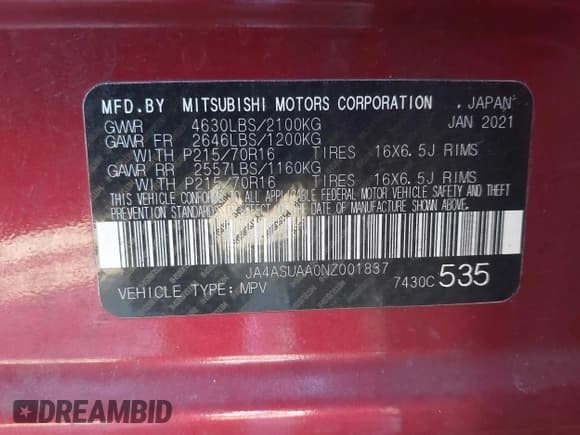 MFD.BY MITSUBISHI MOTORS CORPORATION , JAPAN
GVWR 4630LBS/2100KG JAN 2021
GAWR FR 2646LBS/1200KG
WITH P215/70R16 TIRES 16X6.5J RIMS
GAWR RR 2557LBS/1160KG
WITH P215/70R16 TIRES 16X6.5J RIMS
THIS VEHICLE CONFORMS TO ALL APPLICABLE FEDERAL MOTOR VEHICLE SAFETY AND
THEFT PREVENTION STANDARDS IN EFFECT ON THE DATE OF MANUFACTURE SHOWN ABOVE.
JA4ASUAA0NZ001837
VEHICLE TYPE: MPV 7430C 535
DREAMBID